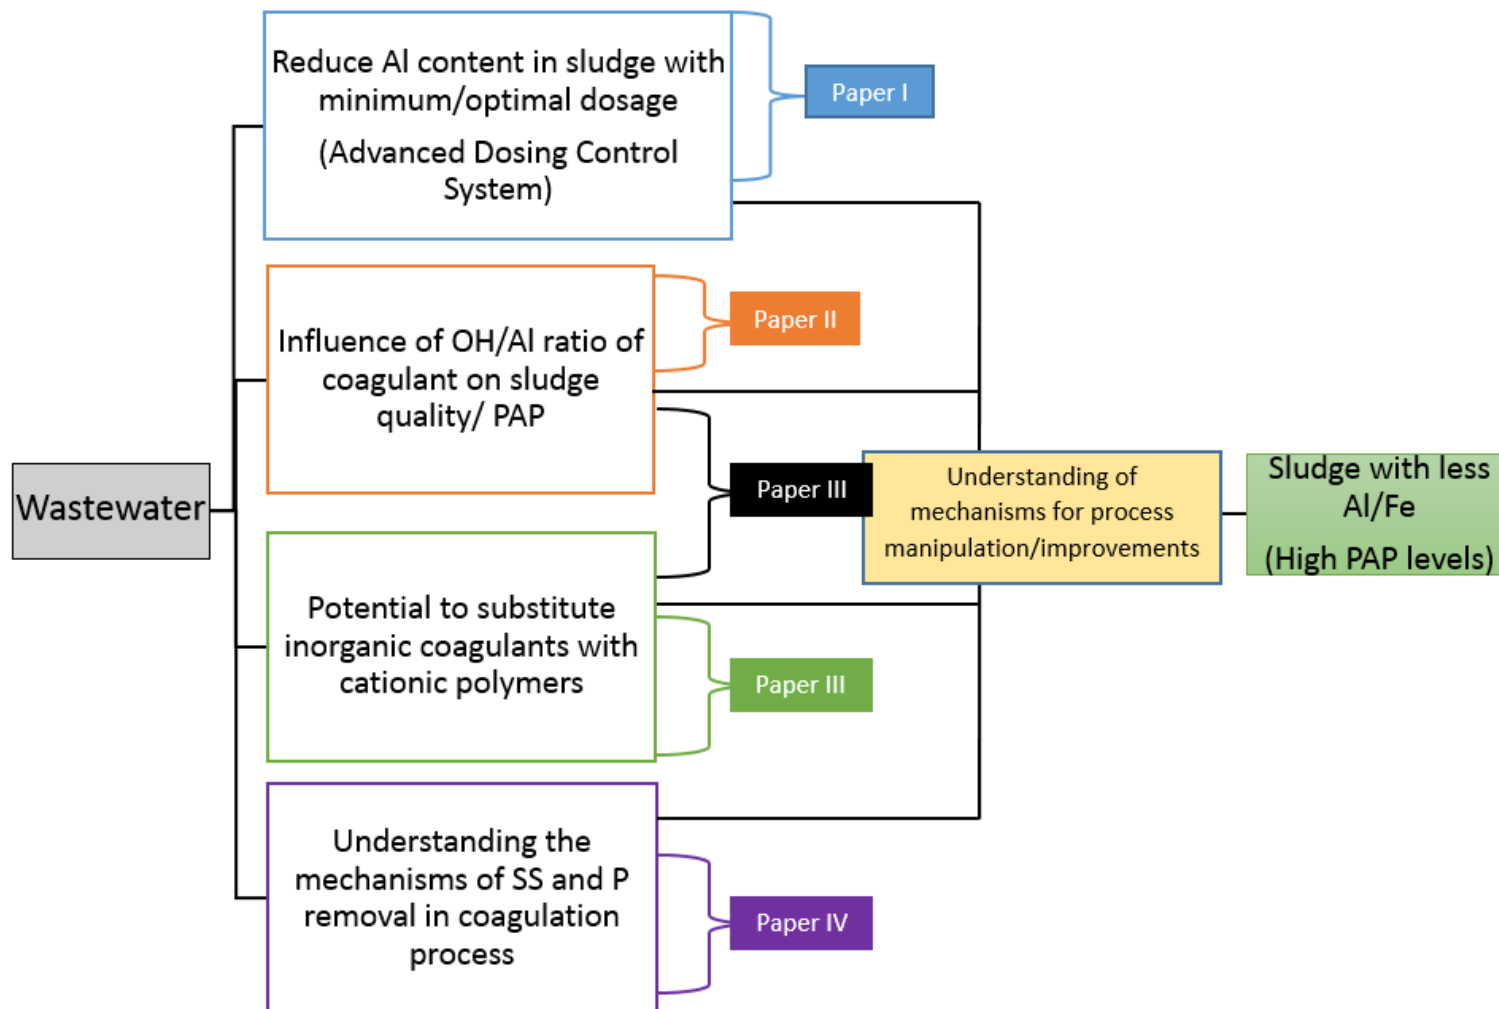 Reduce Al content in sludge with
minimum/optimal dosage
(Advanced Dosing Control
System)
Paper I
Influence of OH/Al ratio of
coagulant on sludge
quality/ PAP
Paper II
Wastewater
Paper III
Understanding of
mechanisms for process
manipulation/improvements
Sludge with less
Al/Fe
(High PAP levels)
Potential to substitute
inorganic coagulants with
cationic polymers
Paper III
Understanding the
mechanisms of SS and P
removal in coagulation
process
Paper IV